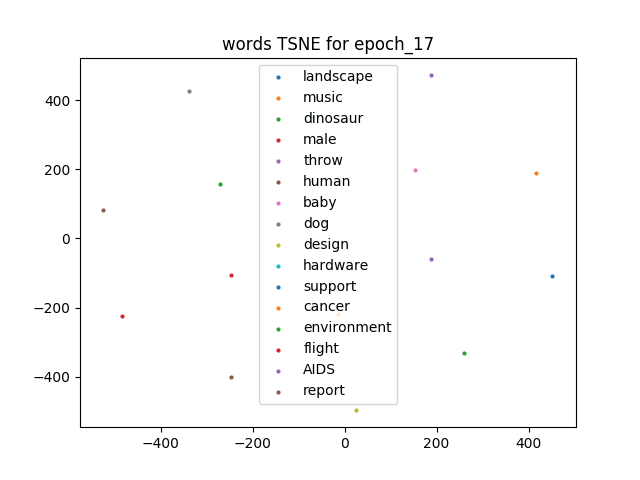 words TSNE for epoch_17
landscape
music
dinosaur
male
throw
human
baby
dog
design
hardware
support
cancer
environment
flight
AIDS
report
400
200
0
−200
−400
−400
−200
0
200
400